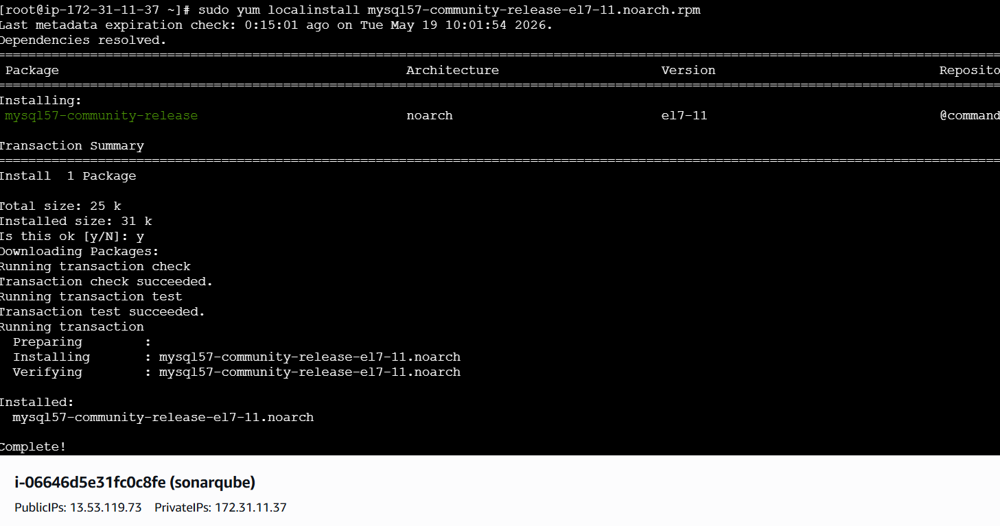 [root@ip-172-31-11-37 ~]# sudo yum localinstall mysql57-community-release-el7-11.noarch.rpm
Last metadata expiration check: 0:15:01 ago on Tue May 19 10:01:54 2026.
Dependencies resolved.
Package Architecture Version Reposito
Installing:
mysql57-community-release noarch el7-11 @command
Transaction Summary
Install 1 Package
Total size: 25 k
Installed size: 31 k
Is this ok [y/N]: y
Downloading Packages:
Running transaction check
Transaction check succeeded.
Running transaction test
Transaction test succeeded.
Running transaction
Preparing :
Installing : mysql57-community-release-el7-11.noarch
Verifying : mysql57-community-release-el7-11.noarch
Installed:
mysql57-community-release-el7-11.noarch
Complete!
i-06646d5e31fc0c8fe (sonarqube)
PublicIPs: 13.53.119.73 PrivateIPs: 172.31.11.37